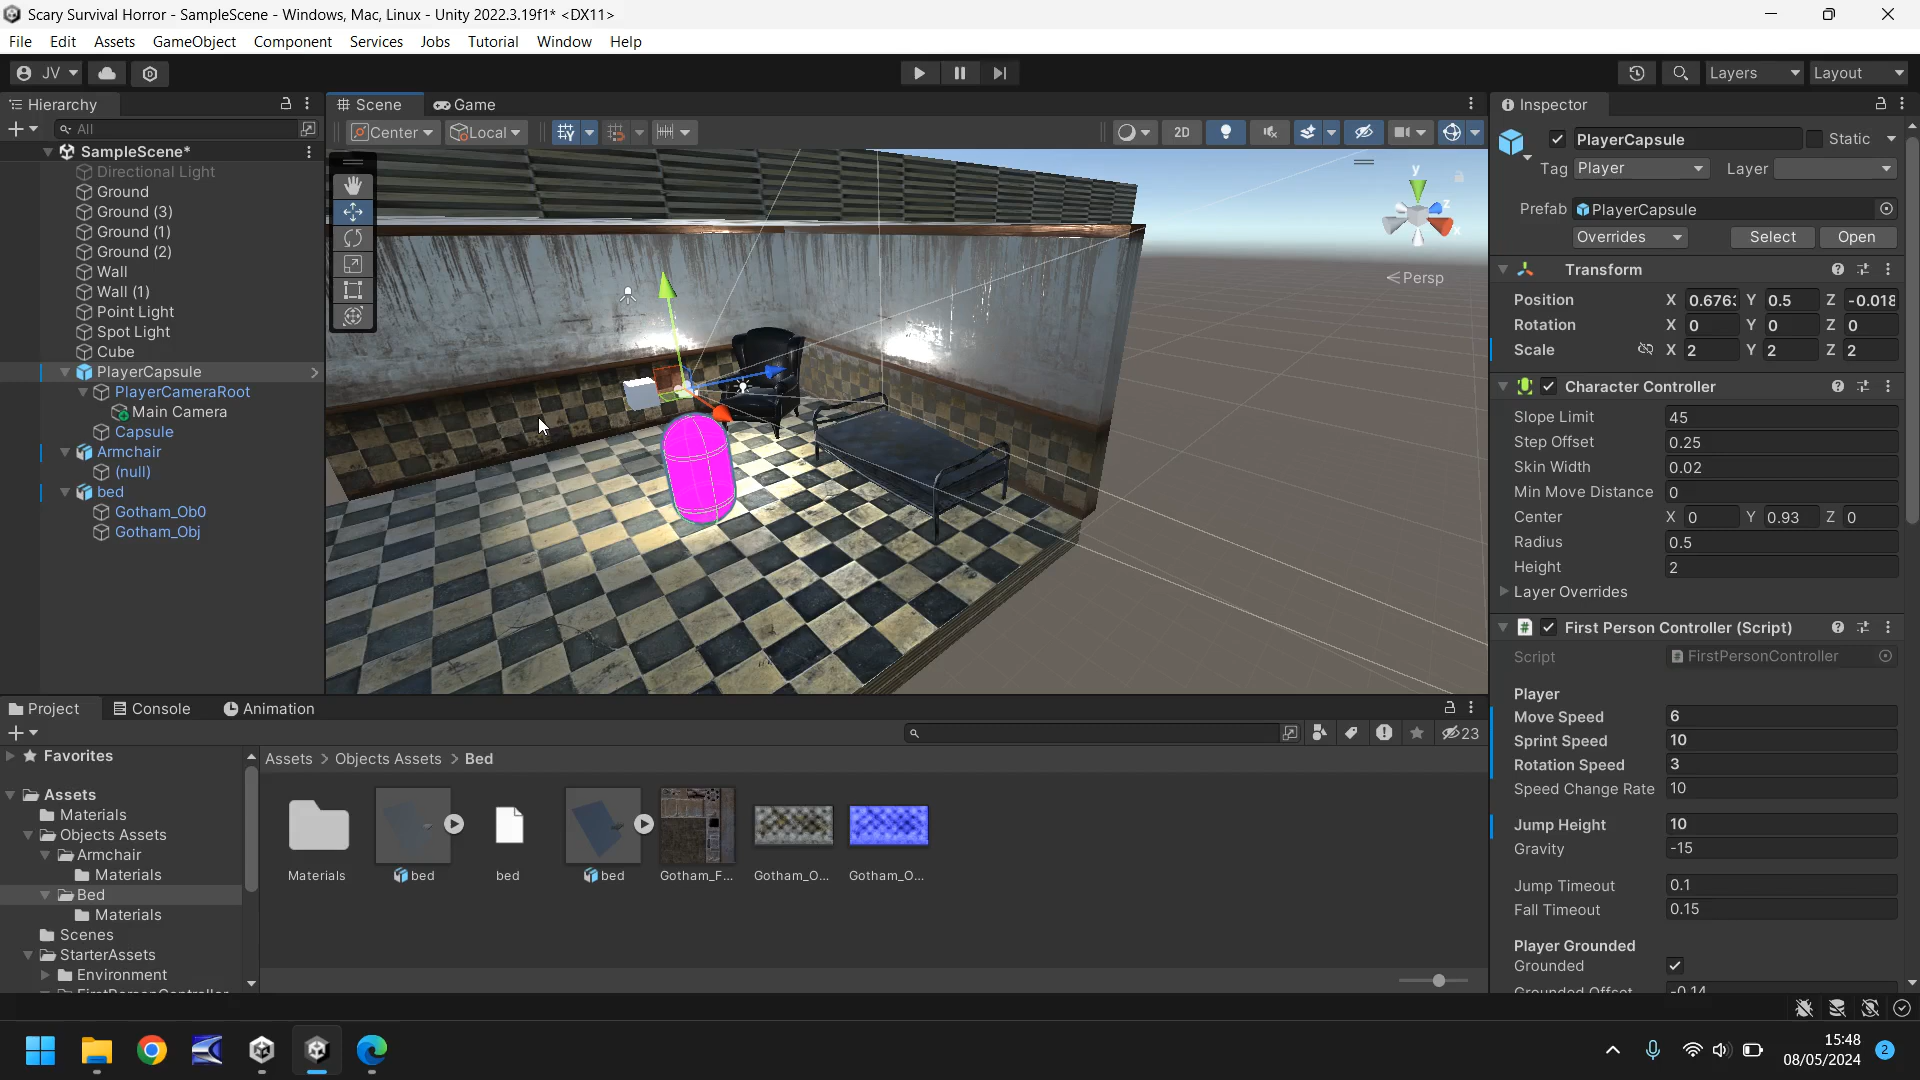 Scary Survival Horror - SampleScene - Windows, Mac, Linux - Unity 2022.3.19f1* <DX11>
File Edit Assets GameObject Component Services Jobs Tutorial Window Help
JV Layers Layout
Hierarchy
All
SampleScene*
Directional Light
Ground
Ground (3)
Ground (1)
Ground (2)
Wall
Wall (1)
Point Light
Spot Light
Cube
PlayerCapsule
PlayerCameraRoot
Main Camera
Capsule
Armchair
(null)
bed
Gotham_Ob0
Gotham_Obj
Scene Game
Center Local 2D
y
z
x
Persp
Inspector
PlayerCapsule Static
Tag Player Layer
Prefab PlayerCapsule
Overrides Select Open
Transform
Position X 0.676 Y 0.5 Z -0.018
Rotation X 0 Y 0 Z 0
Scale X 2 Y 2 Z 2
Character Controller
Slope Limit 45
Step Offset 0.25
Skin Width 0.02
Min Move Distance 0
Center X 0 Y 0.93 Z 0
Radius 0.5
Height 2
Layer Overrides
First Person Controller (Script)
Script FirstPersonController
Player
Move Speed 6
Sprint Speed 10
Rotation Speed 3
Speed Change Rate 10
Jump Height 10
Gravity -15
Jump Timeout 0.1
Fall Timeout 0.15
Player Grounded
Grounded
Grounded Offset -0.14
Project Console Animation
23
Favorites
Assets
Materials
Objects Assets
Armchair
Materials
Bed
Materials
Scenes
StarterAssets
Environment
FirstPersonController
Assets > Objects Assets > Bed
Materials bed bed bed Gotham_F... Gotham_O... Gotham_O...
15:48
08/05/2024
2